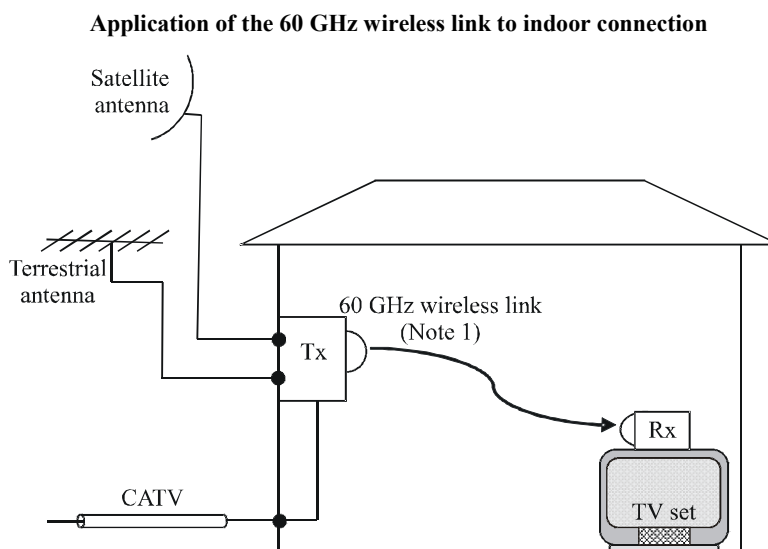 Application of the 60 GHz wireless link to indoor connection
Satellite
antenna
Terrestrial
antenna
60 GHz wireless link
(Note 1)
Tx
Rx
CATV
TV set